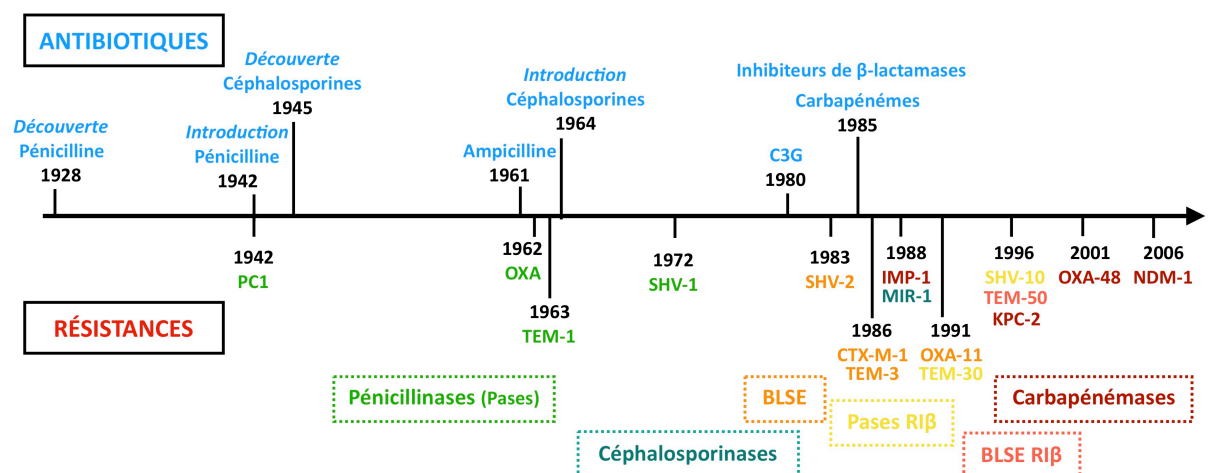 ANTIBIOTIQUES
Découverte
Pénicilline
1928
Introduction
Pénicilline
1942
Découverte
Céphalosporines
1945
Ampicilline
1961
Introduction
Céphalosporines
1964
C3G
1980
Inhibiteurs de β-lactamases
Carbapénémes
1985
RÉSISTANCES
1942
PC1
1962
OXA
1963
TEM-1
1972
SHV-1
1983
SHV-2
1986
CTX-M-1
TEM-3
1988
IMP-1
MIR-1
1991
OXA-11
TEM-30
1996
SHV-10
TEM-50
KPC-2
2001
OXA-48
2006
NDM-1
Pénicillinases (Pases)
Céphalosporinases
BLSE
Pases RIβ
BLSE RIβ
Carbapénémases